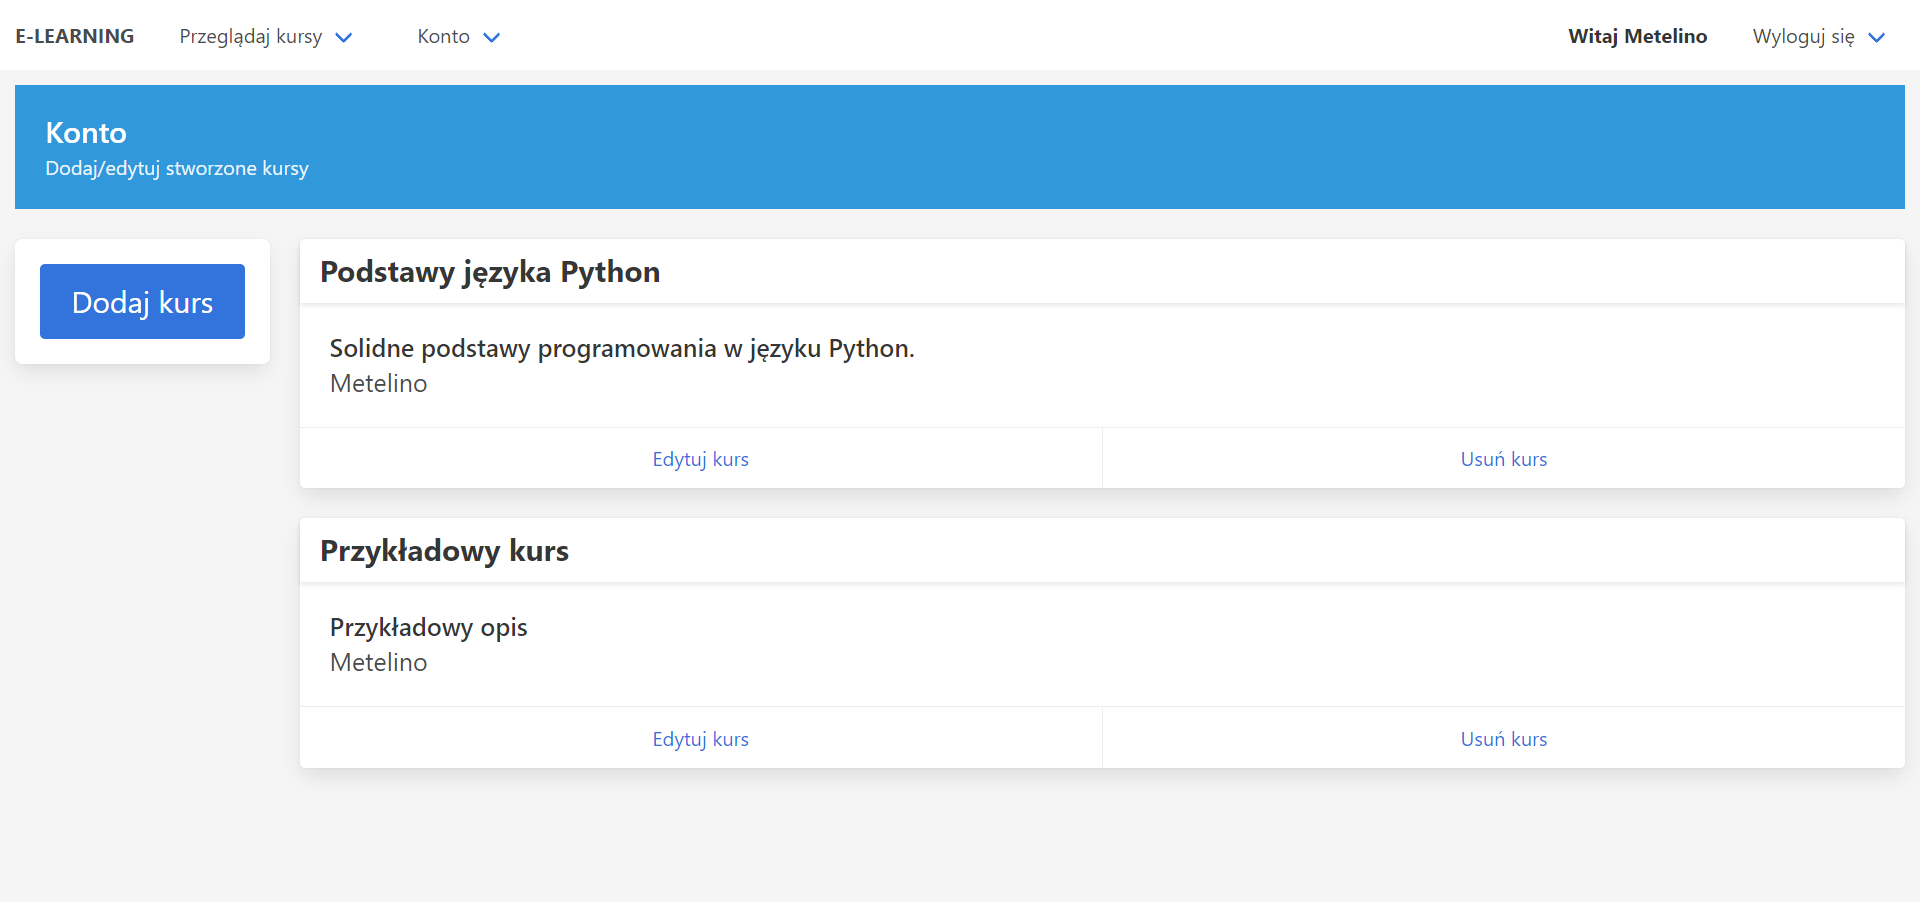 E-LEARNING Przeglądaj kursy Konto Witaj Metelino Wyloguj się
Konto
Dodaj/edytuj stworzone kursy
Dodaj kurs
Podstawy języka Python
Solidne podstawy programowania w języku Python.
Metelino
Edytuj kurs Usuń kurs
Przykładowy kurs
Przykładowy opis
Metelino
Edytuj kurs Usuń kurs